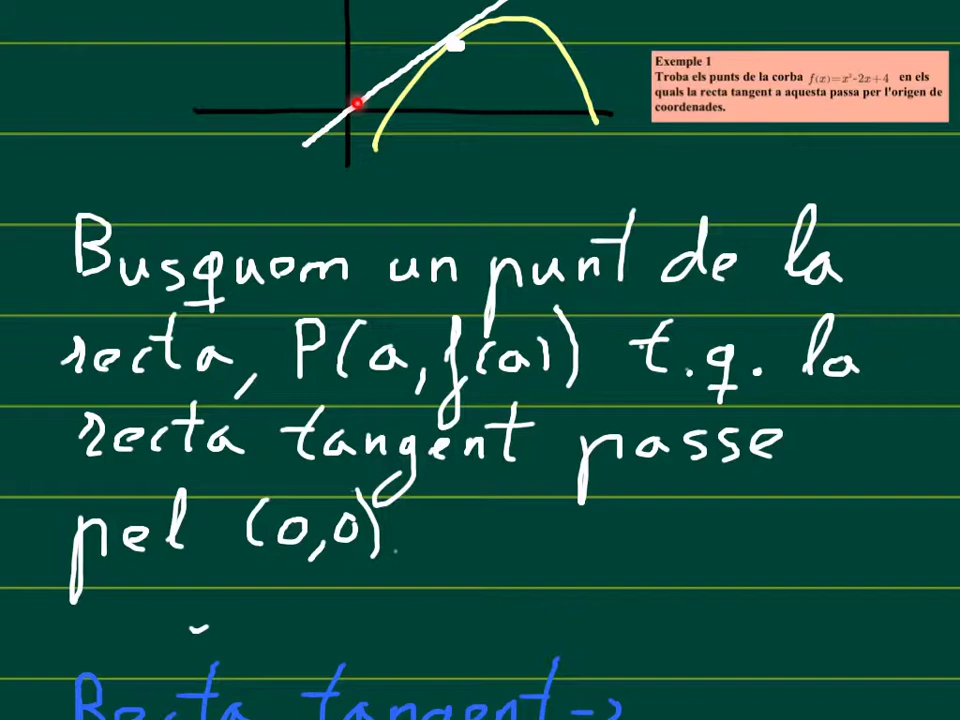 Exemple 1
Troba els punts de la corba f(x)=x²-2x+4 en els
quals la recta tangent a aquesta passa per l'origen de
coordenades.
Busquem un punt de la
recta, P(a, f(a)) t.q. la
recta tangent passe
pel (0,0).
Recta tangent →